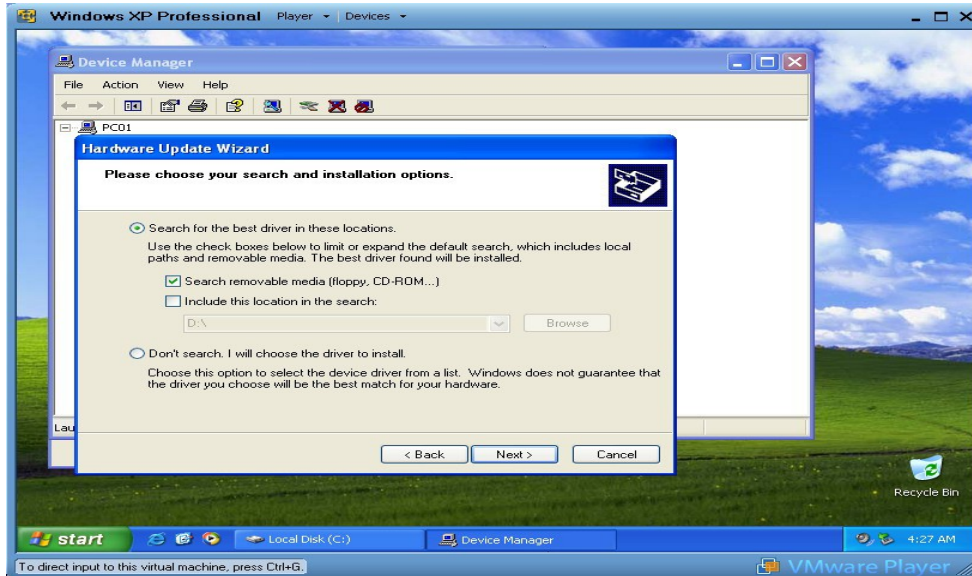 Windows XP Professional Player Devices
Device Manager
File Action View Help
PC01
Hardware Update Wizard
Please choose your search and installation options.
Search for the best driver in these locations.
Use the check boxes below to limit or expand the default search, which includes local
paths and removable media. The best driver found will be installed.
Search removable media (floppy, CD-ROM...)
Include this location in the search:
D:\ Browse
Don't search. I will choose the driver to install.
Choose this option to select the device driver from a list. Windows does not guarantee that
the driver you choose will be the best match for your hardware.
Lau
< Back Next > Cancel
Recycle Bin
start Local Disk (C:) Device Manager 4:27 AM
To direct input to this virtual machine, press Ctrl+G. VMware Player